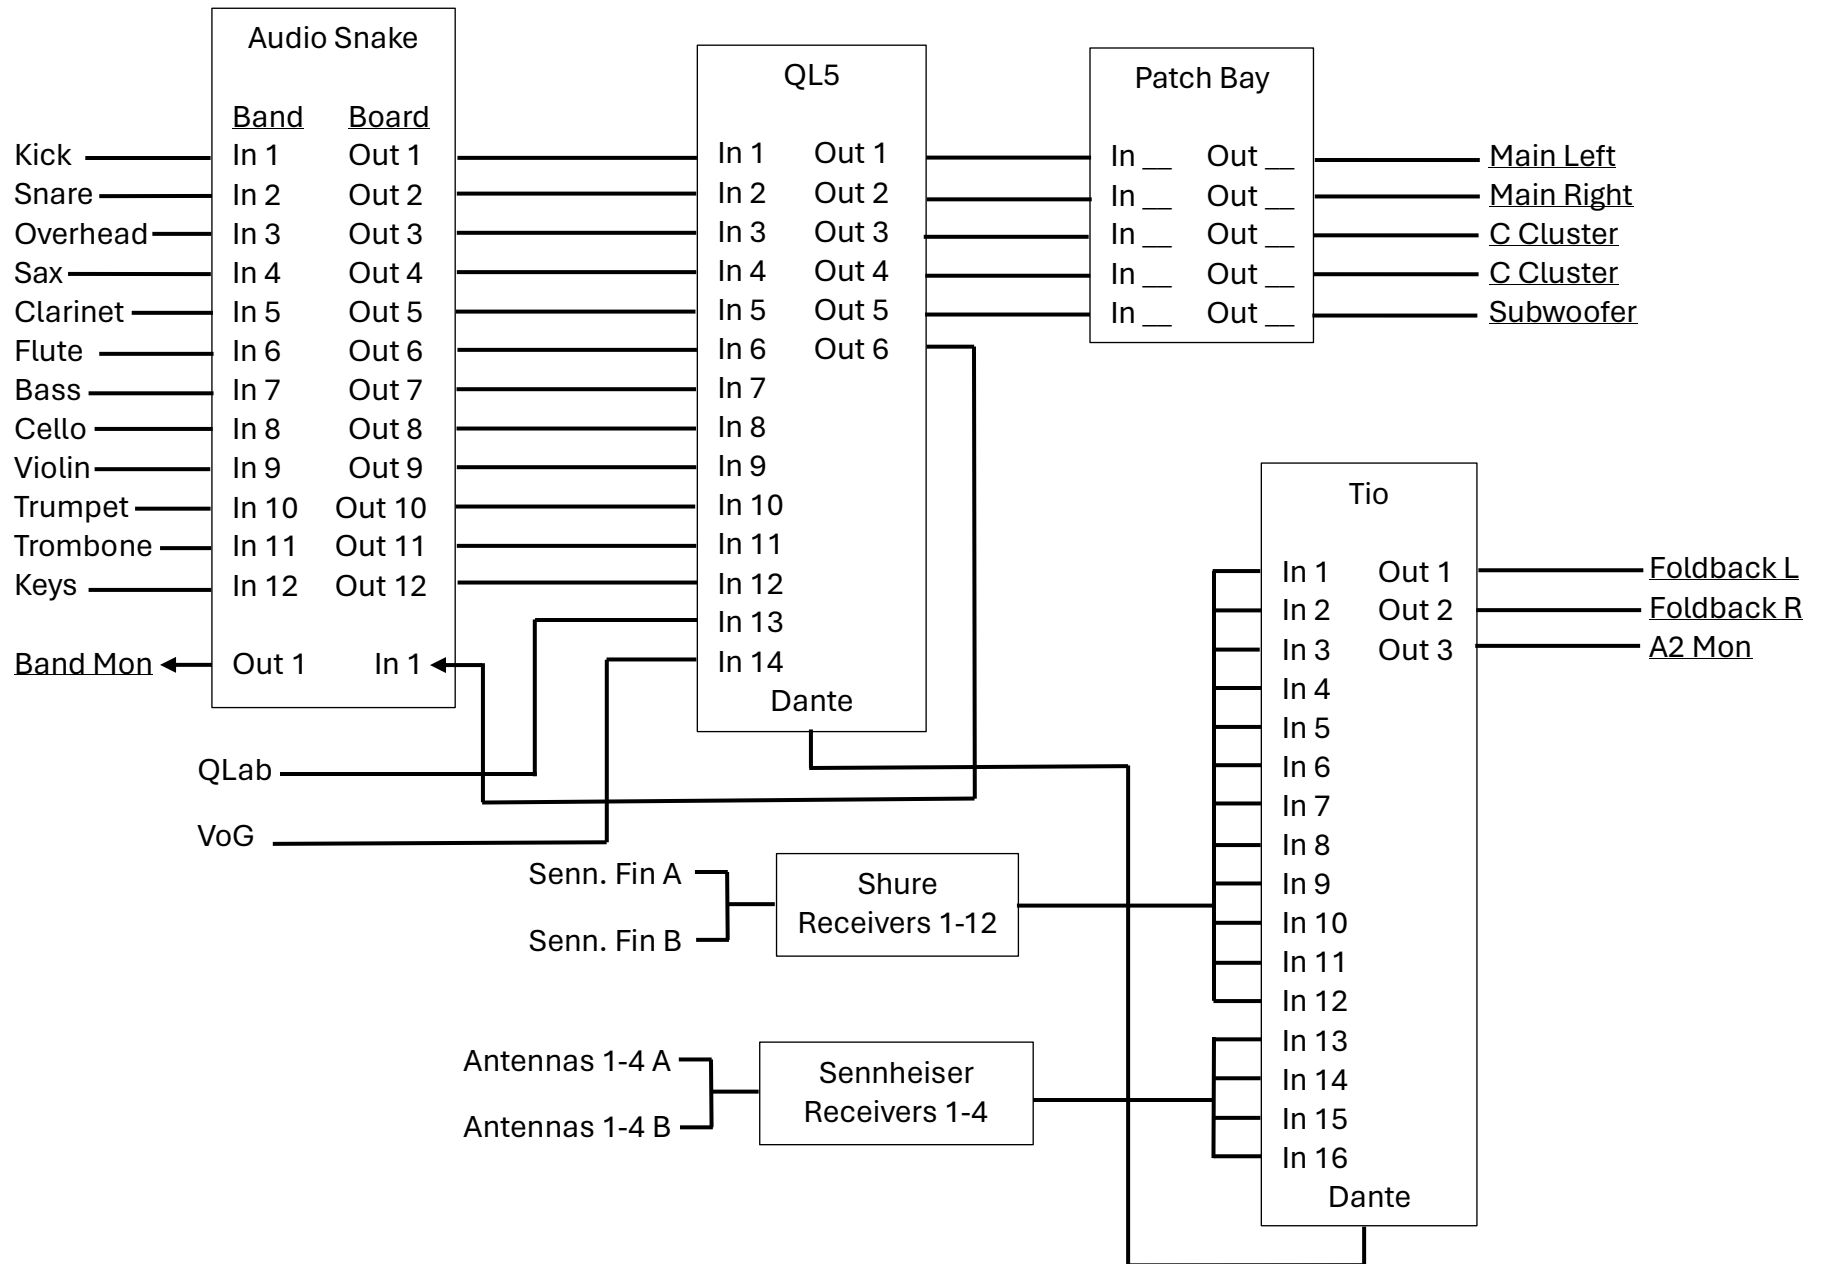 Audio Snake
Band Board
Kick In 1 Out 1
Snare In 2 Out 2
Overhead In 3 Out 3
Sax In 4 Out 4
Clarinet In 5 Out 5
Flute In 6 Out 6
Bass In 7 Out 7
Cello In 8 Out 8
Violin In 9 Out 9
Trumpet In 10 Out 10
Trombone In 11 Out 11
Keys In 12 Out 12
Band Mon Out 1 In 1
QL5
In 1 Out 1
In 2 Out 2
In 3 Out 3
In 4 Out 4
In 5 Out 5
In 6 Out 6
In 7
In 8
In 9
In 10
In 11
In 12
In 13
In 14
Dante
Patch Bay
In __ Out __ Main Left
In __ Out __ Main Right
In __ Out __ C Cluster
In __ Out __ C Cluster
In __ Out __ Subwoofer
QLab
VoG
Senn. Fin A
Senn. Fin B
Shure
Receivers 1-12
Antennas 1-4 A
Antennas 1-4 B
Sennheiser
Receivers 1-4
Tio
In 1 Out 1 Foldback L
In 2 Out 2 Foldback R
In 3 Out 3 A2 Mon
In 4
In 5
In 6
In 7
In 8
In 9
In 10
In 11
In 12
In 13
In 14
In 15
In 16
Dante